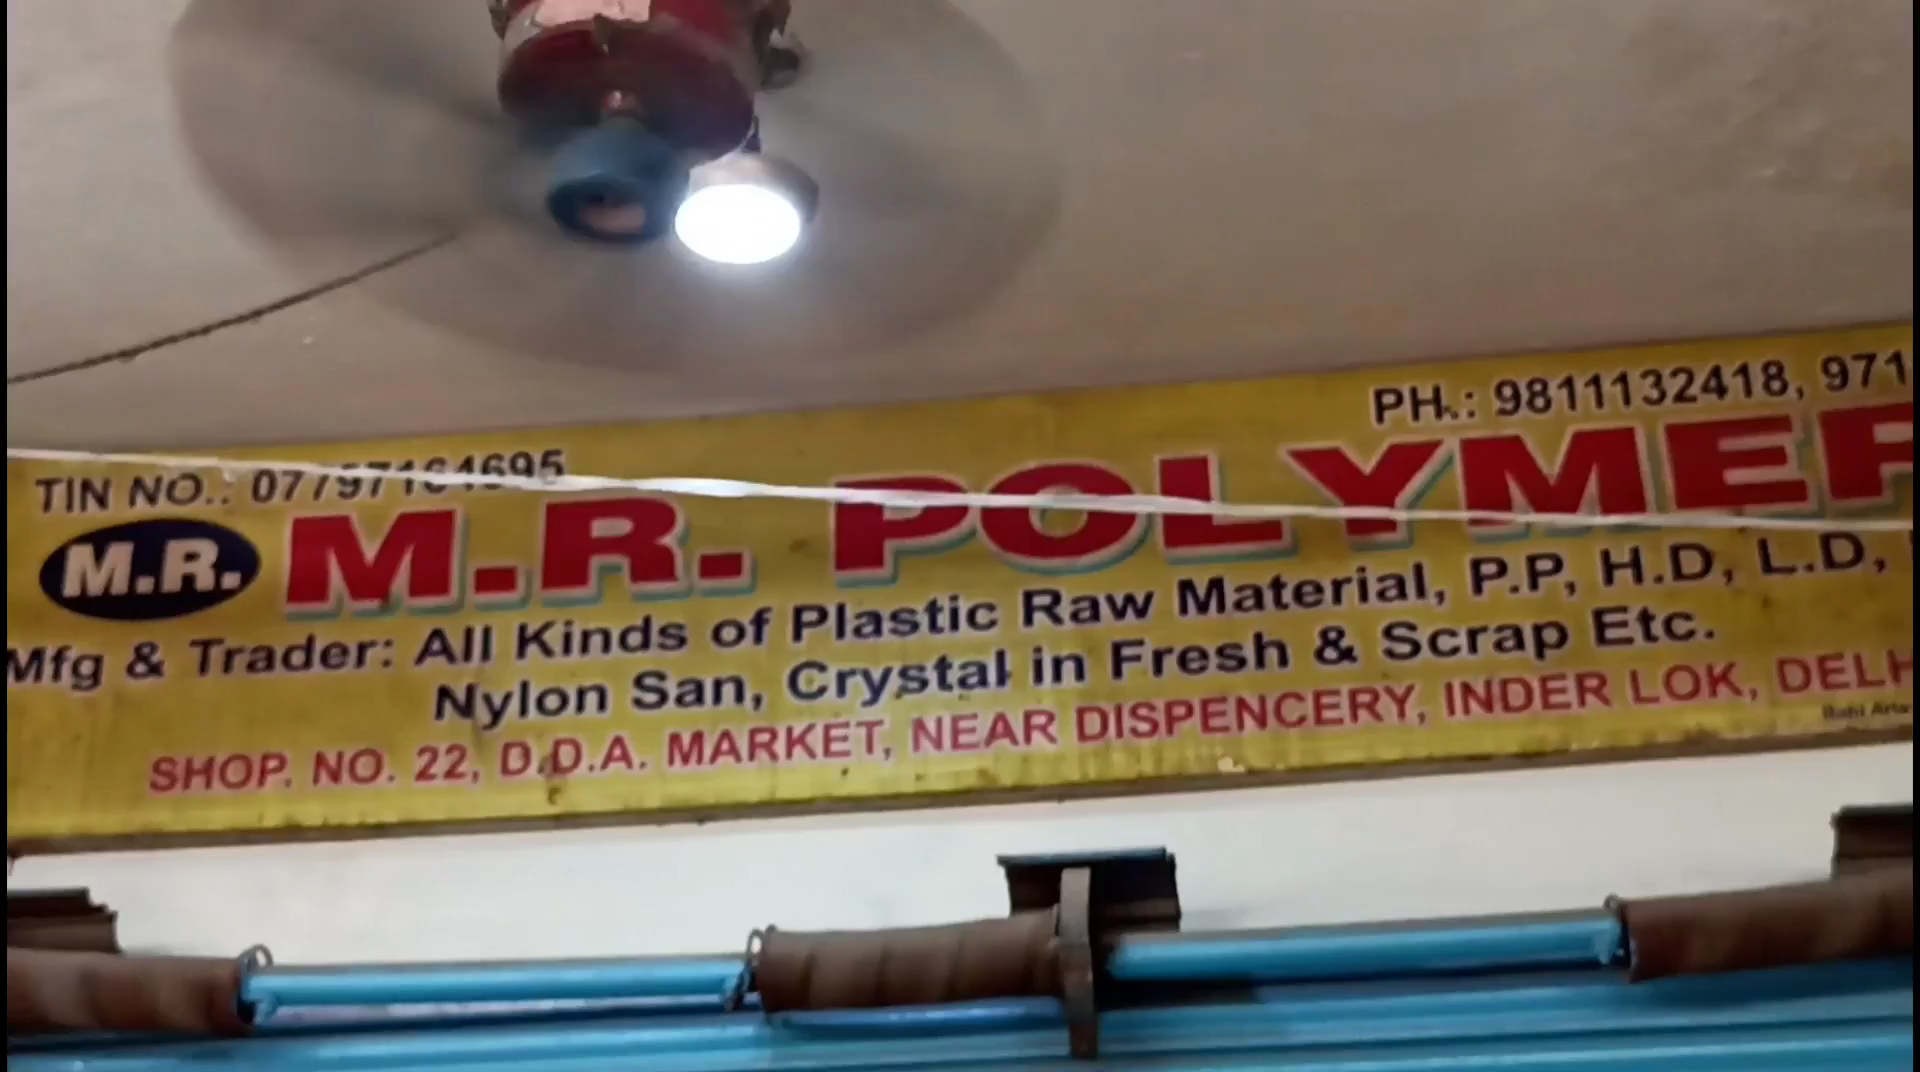 TIN NO.: 07797164695
PH.: 9811132418, 971
M.R. M.R. POLYMER
Mfg & Trader: All Kinds of Plastic Raw Material, P.P, H.D, L.D,
Nylon San, Crystal in Fresh & Scrap Etc.
SHOP. NO. 22, D.D.A. MARKET, NEAR DISPENCERY, INDER LOK, DELH